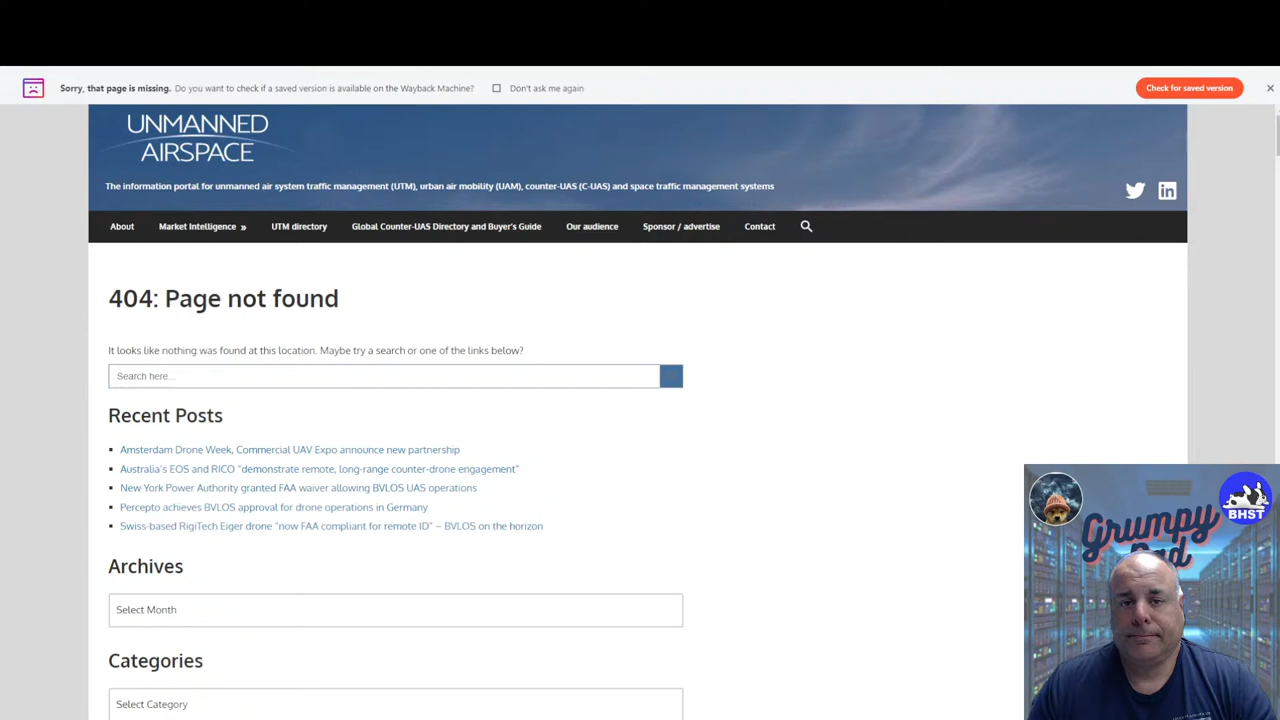 Sorry, that page is missing. Do you want to check if a saved version is available on the Wayback Machine? Don't ask me again Check for saved version
UNMANNED
AIRSPACE
The information portal for unmanned air system traffic management (UTM), urban air mobility (UAM), counter-UAS (C-UAS) and space traffic management systems
About Market Intelligence » UTM directory Global Counter-UAS Directory and Buyer's Guide Our audience Sponsor / advertise Contact
404: Page not found
It looks like nothing was found at this location. Maybe try a search or one of the links below?
Search here...
Recent Posts
Amsterdam Drone Week, Commercial UAV Expo announce new partnership
Australia's EOS and RICO “demonstrate remote, long-range counter-drone engagement”
New York Power Authority granted FAA waiver allowing BVLOS UAS operations
Percepto achieves BVLOS approval for drone operations in Germany
Swiss-based RigiTech Eiger drone “now FAA compliant for remote ID” – BVLOS on the horizon
Archives
Select Month
Categories
Select Category
BHST
Grumpy
Dad